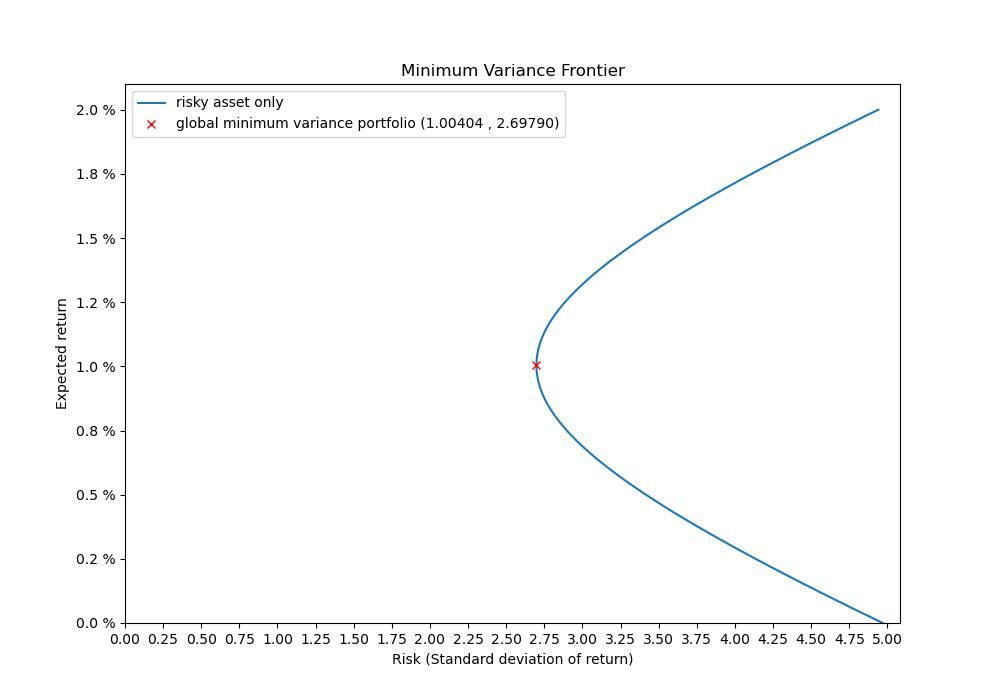 Minimum Variance Frontier
risky asset only
global minimum variance portfolio (1.00404 , 2.69790)
2.0 %
1.8 %
1.5 %
1.2 %
1.0 %
0.8 %
0.5 %
0.2 %
0.0 %
Expected return
0.00 0.25 0.50 0.75 1.00 1.25 1.50 1.75 2.00 2.25 2.50 2.75 3.00 3.25 3.50 3.75 4.00 4.25 4.50 4.75 5.00
Risk (Standard deviation of return)